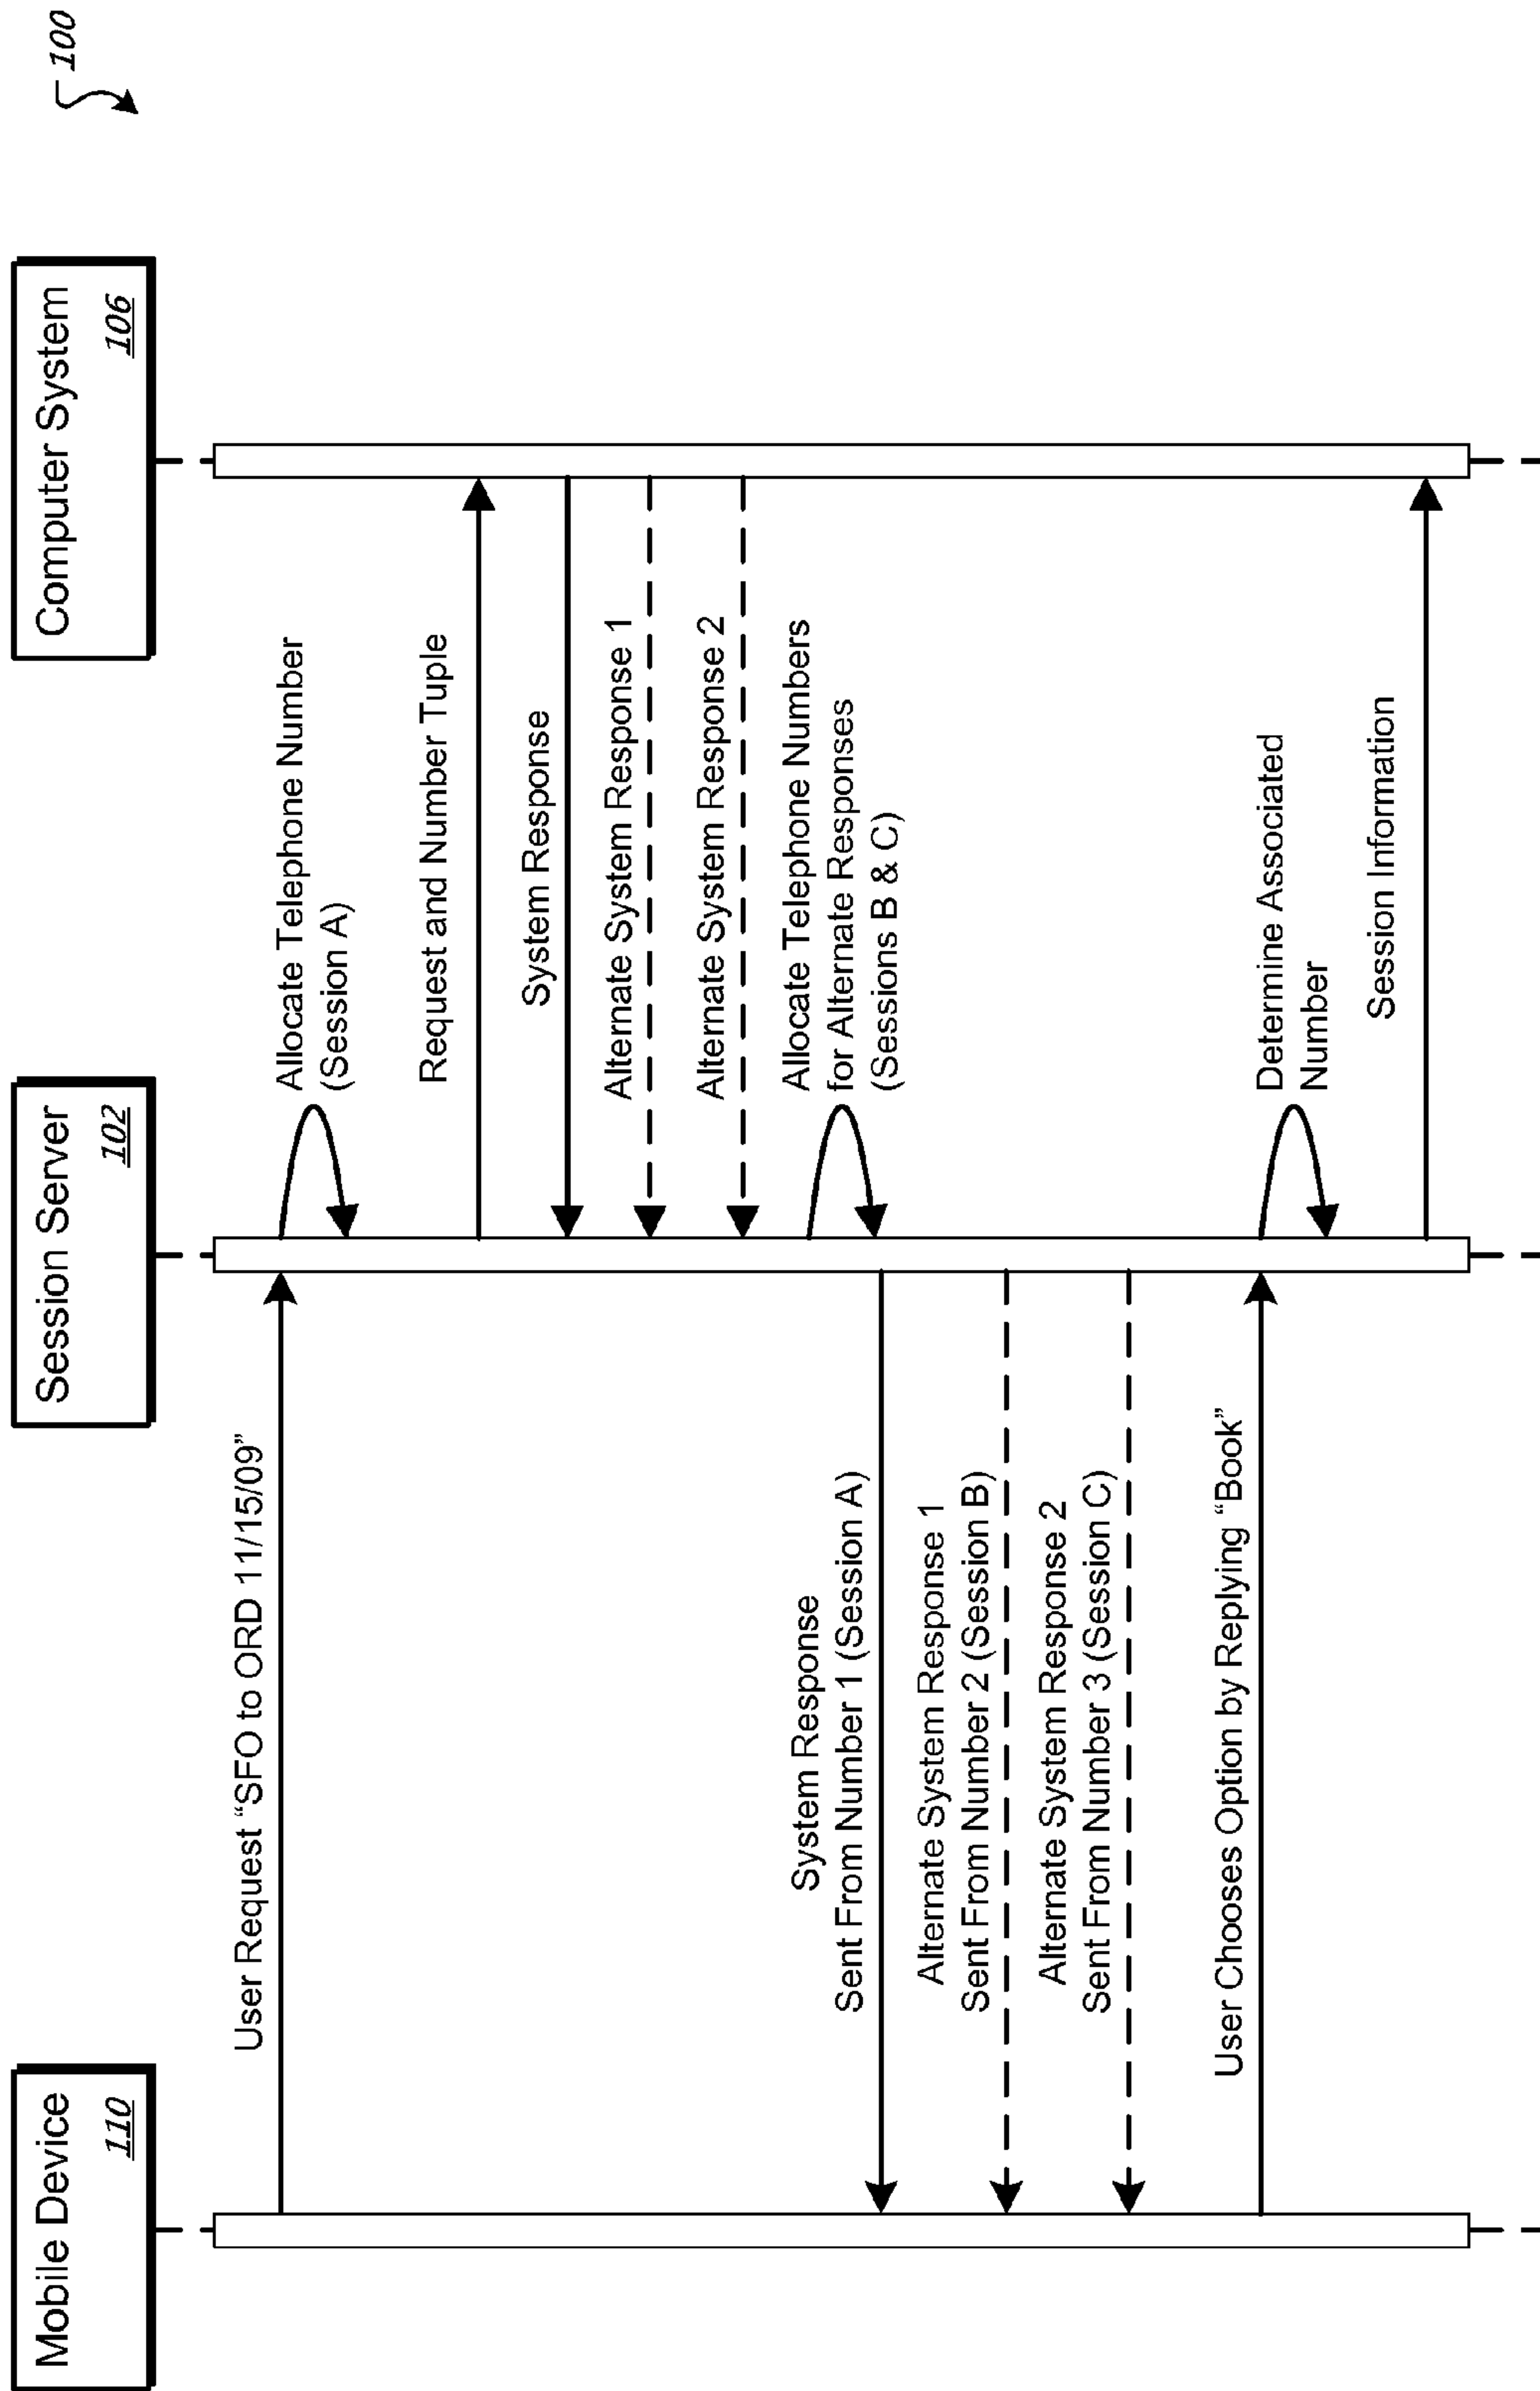 100
Mobile Device
110
Session Server
102
Computer System
106
User Request “SFO to ORD 11/15/09”
Allocate Telephone Number
(Session A)
Request and Number Tuple
System Response
Alternate System Response 1
Alternate System Response 2
Allocate Telephone Numbers
for Alternate Responses
(Sessions B & C)
System Response
Sent From Number 1 (Session A)
Alternate System Response 1
Sent From Number 2 (Session B)
Alternate System Response 2
Sent From Number 3 (Session C)
User Chooses Option by Replying “Book”
Determine Associated
Number
Session Information